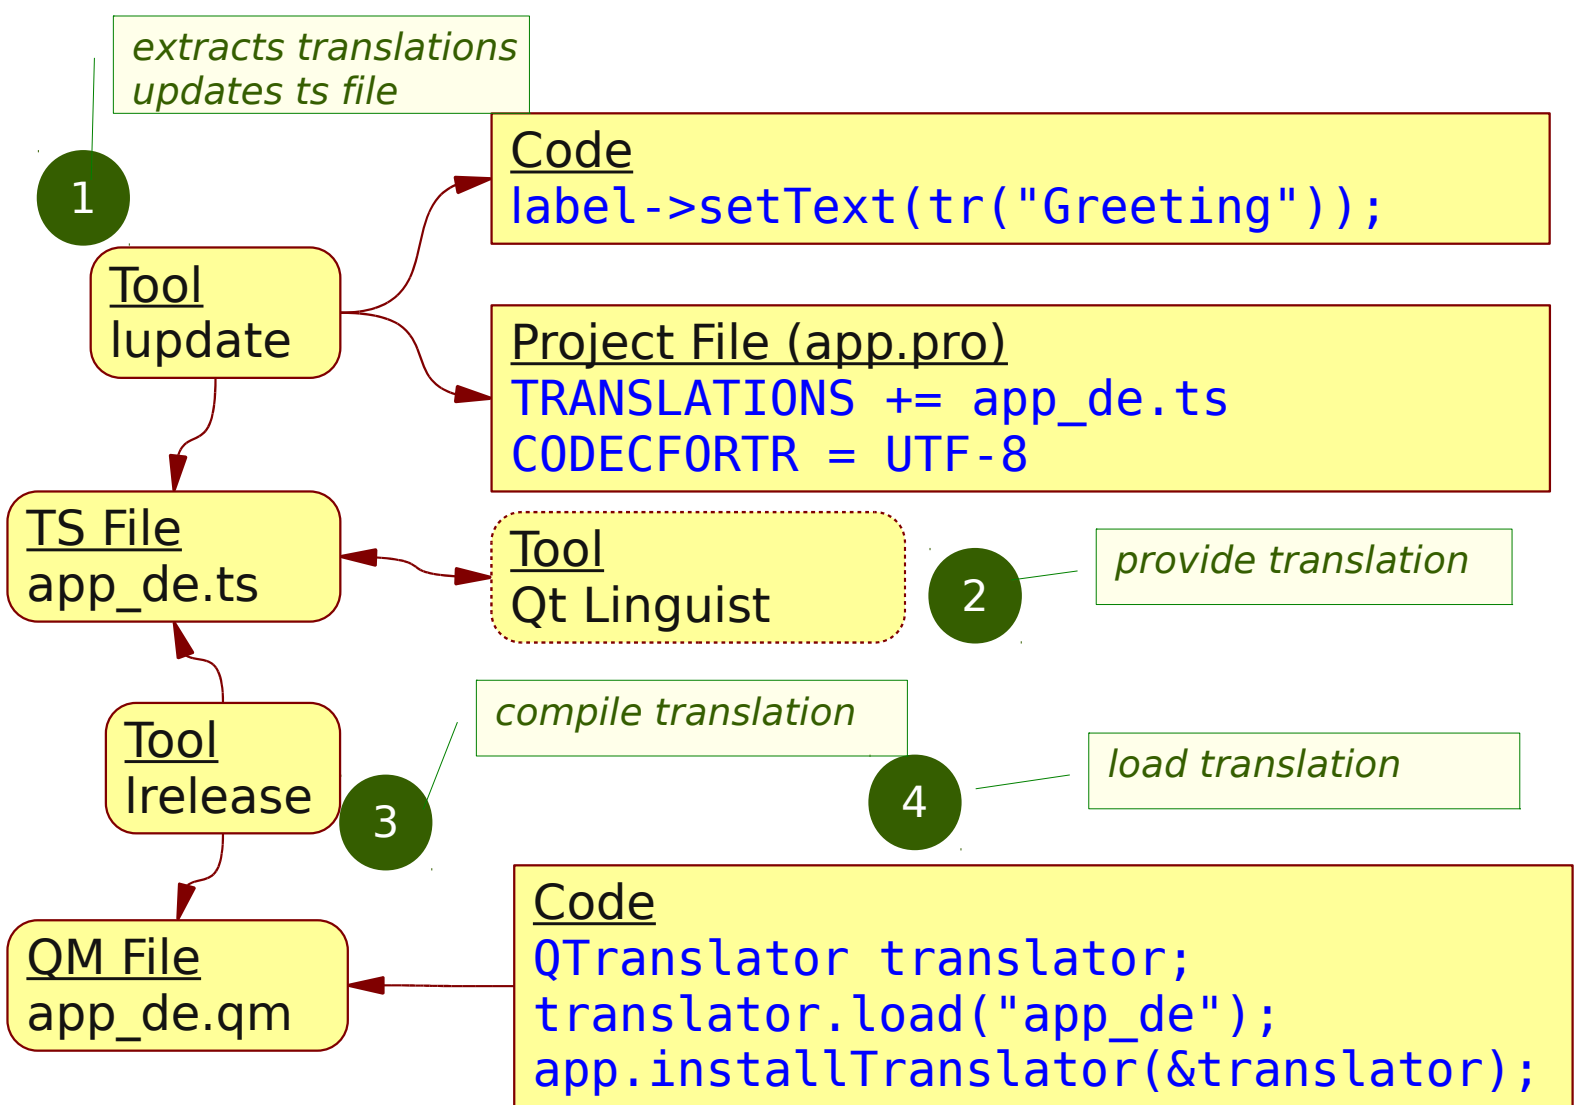 extracts translations
updates ts file
1
Code
label->setText(tr("Greeting"));
Tool
lupdate
Project File (app.pro)
TRANSLATIONS += app_de.ts
CODECFORTR = UTF-8
TS File
app_de.ts
Tool
Qt Linguist
2
provide translation
compile translation
Tool
lrelease
3
4
load translation
QM File
app_de.qm
Code
QTranslator translator;
translator.load("app_de");
app.installTranslator(&translator);